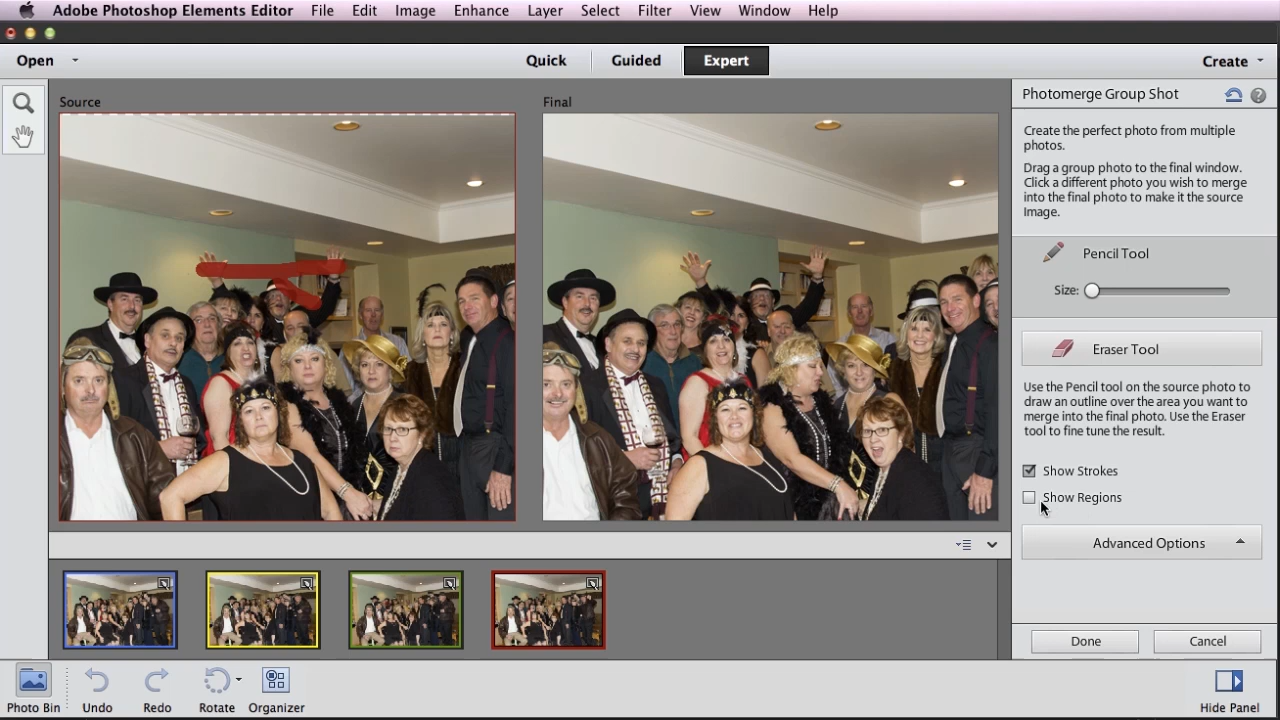 Adobe Photoshop Elements Editor File Edit Image Enhance Layer Select Filter View Window Help
Open Quick Guided Expert Create
Source Final Photomerge Group Shot
Create the perfect photo from multiple
photos.
Drag a group photo to the final window.
Click a different photo you wish to merge
into the final photo to make it the source
Image.
Pencil Tool
Size:
Eraser Tool
Use the Pencil tool on the source photo to
draw an outline over the area you want to
merge into the final photo. Use the Eraser
tool to fine tune the result.
Show Strokes
Show Regions
Advanced Options
Done Cancel
Photo Bin Undo Redo Rotate Organizer Hide Panel